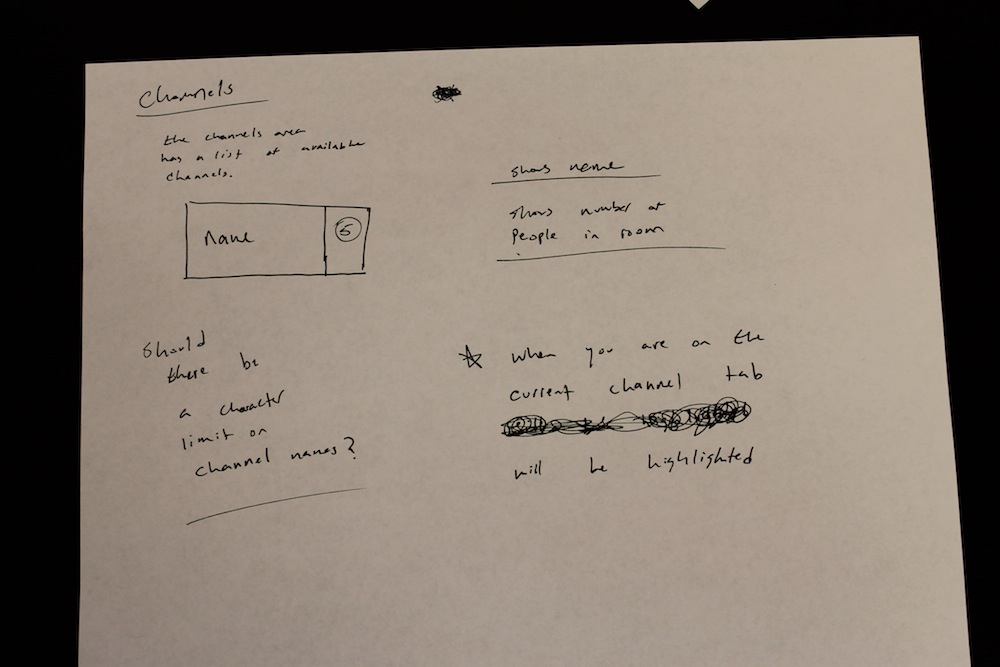 Channels
the channels area
has a list of available
channels.
Name
5
shows name
shows number of
people in room
Should
there be
a character
limit on
channel names?
☆ when you are on the
current channel tab
will be highlighted